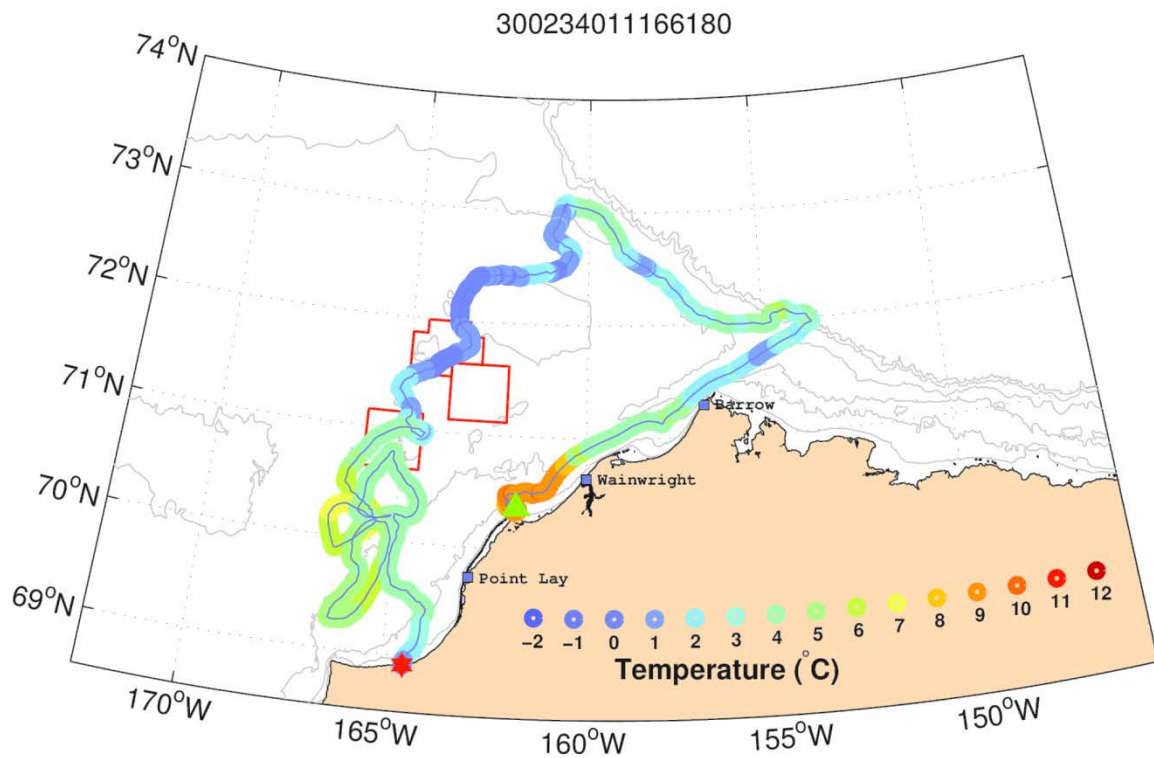 300234011166180
74°N
73°N
72°N
71°N
70°N
69°N
Barrow
Wainwright
Point Lay
−2 −1 0 1 2 3 4 5 6 7 8 9 10 11 12
Temperature (°C)
170°W
165°W
160°W
155°W
150°W